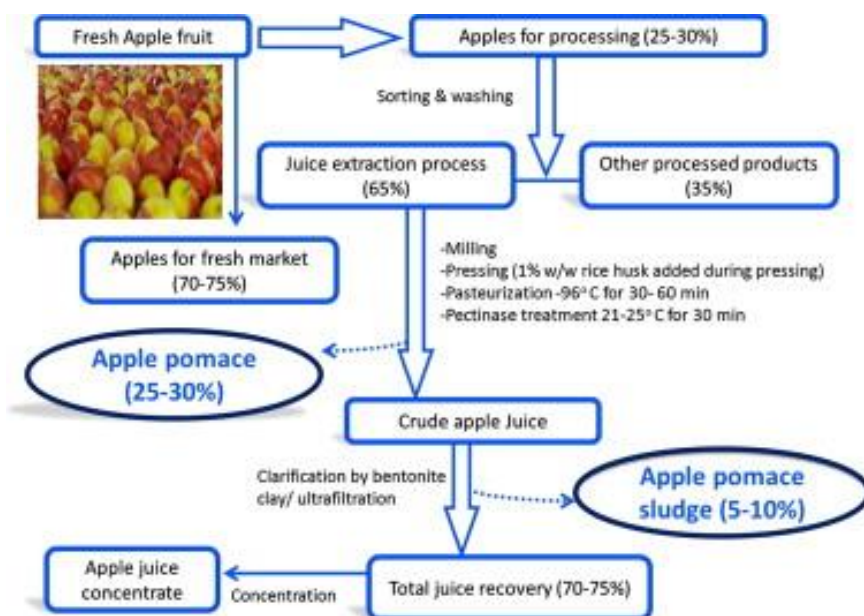 Fresh Apple fruit
Apples for processing (25-30%)
Sorting & washing
Juice extraction process
(65%)
Other processed products
(35%)
Apples for fresh market
(70-75%)
-Milling
-Pressing (1% w/w rice husk added during pressing)
-Pasteurization -96° C for 30- 60 min
-Pectinase treatment 21-25° C for 30 min
Apple pomace
(25-30%)
Crude apple Juice
Clarification by bentonite
clay/ ultrafiltration
Apple pomace
sludge (5-10%)
Apple juice
concentrate
Concentration
Total juice recovery (70-75%)